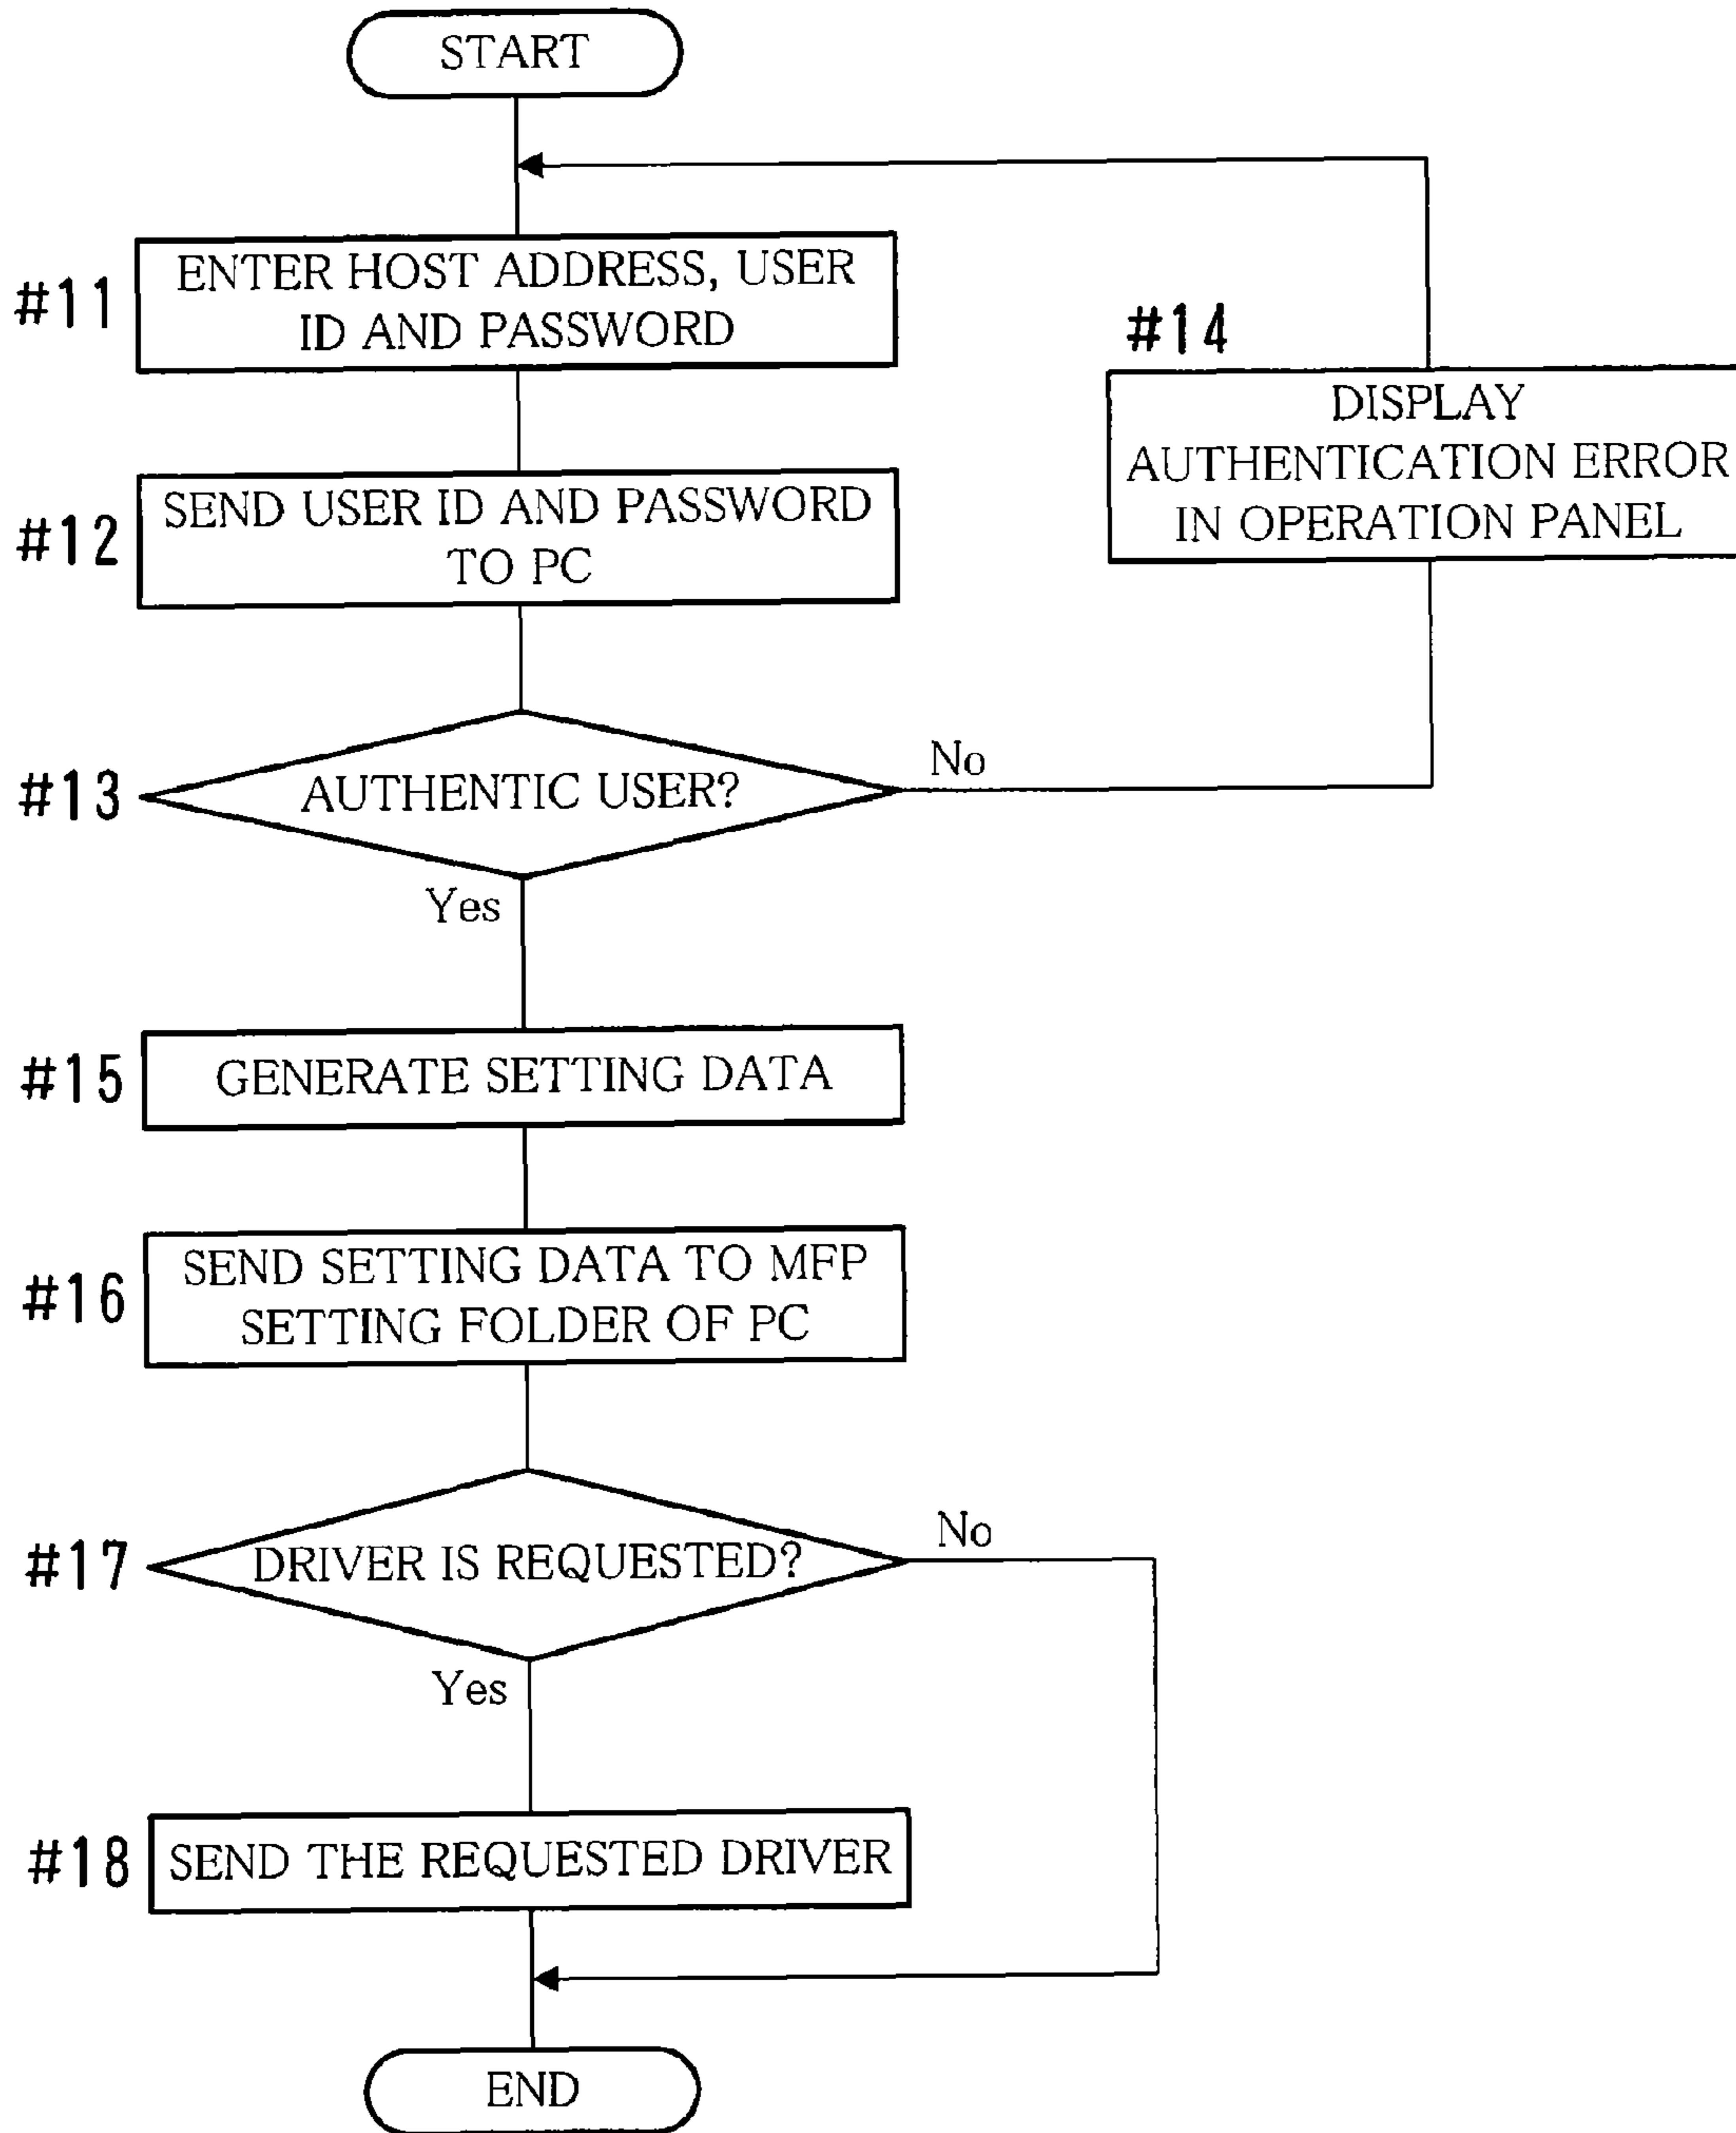 START
#11
ENTER HOST ADDRESS, USER
ID AND PASSWORD
#14
DISPLAY
AUTHENTICATION ERROR
IN OPERATION PANEL
#12
SEND USER ID AND PASSWORD
TO PC
#13
AUTHENTIC USER?
No
Yes
#15
GENERATE SETTING DATA
#16
SEND SETTING DATA TO MFP
SETTING FOLDER OF PC
#17
DRIVER IS REQUESTED?
No
Yes
#18
SEND THE REQUESTED DRIVER
END